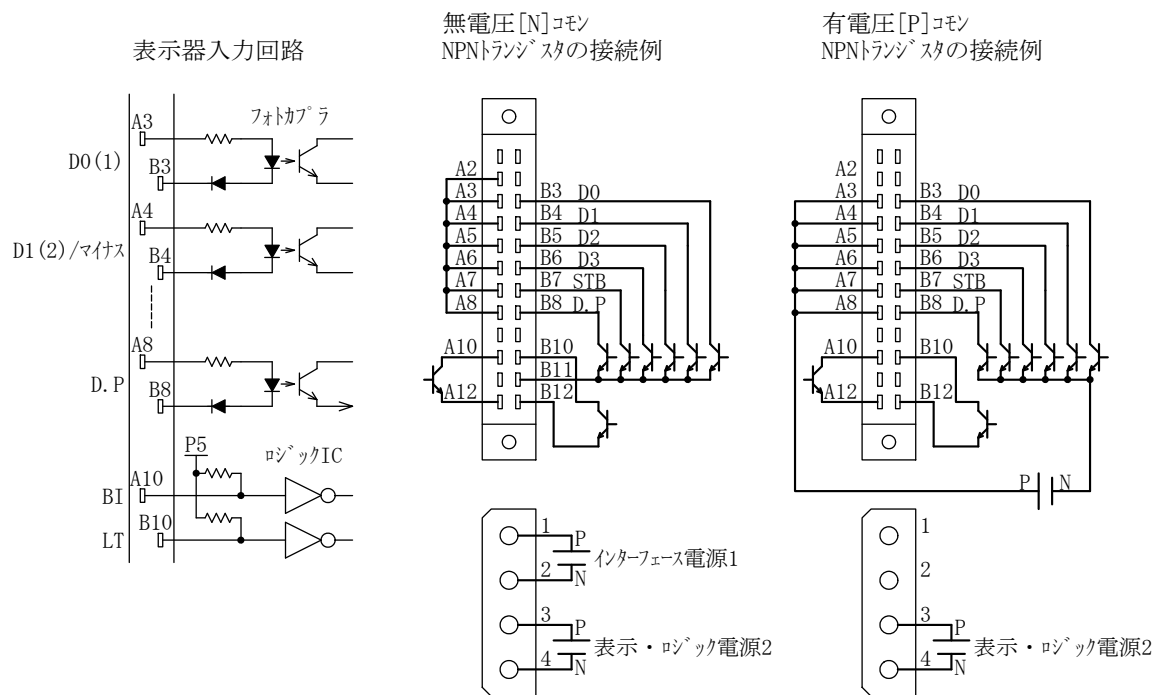 表示器入力回路
A3
フォトカプラ
D0(1)
B3
A4
D1(2)/マイナス
B4
A8
D.P
B8
P5
ロジックIC
A10
BI
B10
LT
無電圧[N]コモン
NPNトランジスタの接続例
A2
A3
B3 D0
A4
B4 D1
A5
B5 D2
A6
B6 D3
A7
B7 STB
A8
B8 D.P
A10
B10
B11
A12
B12
1
P
インターフェース電源1
2
N
3
P
表示・ロジック電源2
4
N
有電圧[P]コモン
NPNトランジスタの接続例
A2
A3
B3 D0
A4
B4 D1
A5
B5 D2
A6
B6 D3
A7
B7 STB
A8
B8 D.P
A10
B10
A12
B12
P N
1
2
3
P
表示・ロジック電源2
4
N